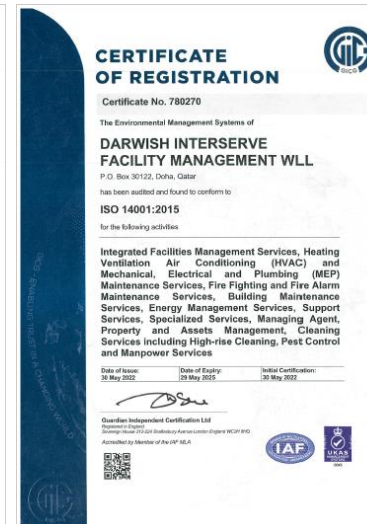 CERTIFICATE
OF REGISTRATION
GICG
Certificate No. 780270
The Environmental Management Systems of
DARWISH INTERSERVE
FACILITY MANAGEMENT WLL
P.O. Box 30122, Doha, Qatar
has been audited and found to conform to
ISO 14001:2015
for the following activities
Integrated Facilities Management Services, Heating
Ventilation Air Conditioning (HVAC) and
Mechanical, Electrical and Plumbing (MEP)
Maintenance Services, Fire Fighting and Fire Alarm
Maintenance Services, Building Maintenance
Services, Energy Management Services, Support
Services, Specialized Services, Managing Agent,
Property and Assets Management, Cleaning
Services including High-rise Cleaning, Pest Control
and Manpower Services
Date of Issue: Date of Expiry: Initial Certification:
30 May 2022 29 May 2025 30 May 2022
Guardian Independent Certification Ltd
Registered in England
Accredited by Member of the IAF MLA
IAF
UKAS
MANAGEMENT
SYSTEMS